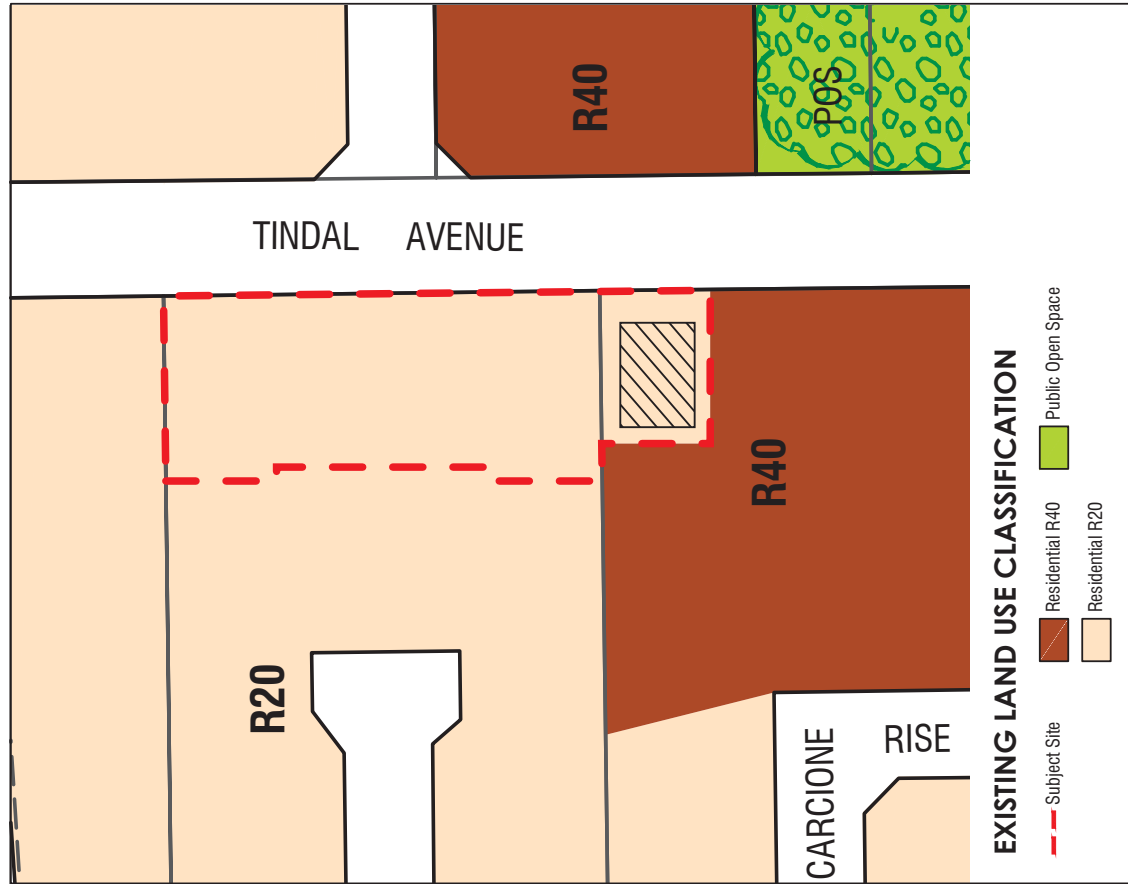 R40
POS
TINDAL AVENUE
R40
R20
CARCIONE
RISE
EXISTING LAND USE CLASSIFICATION
Subject Site
Residential R40
Residential R20
Public Open Space